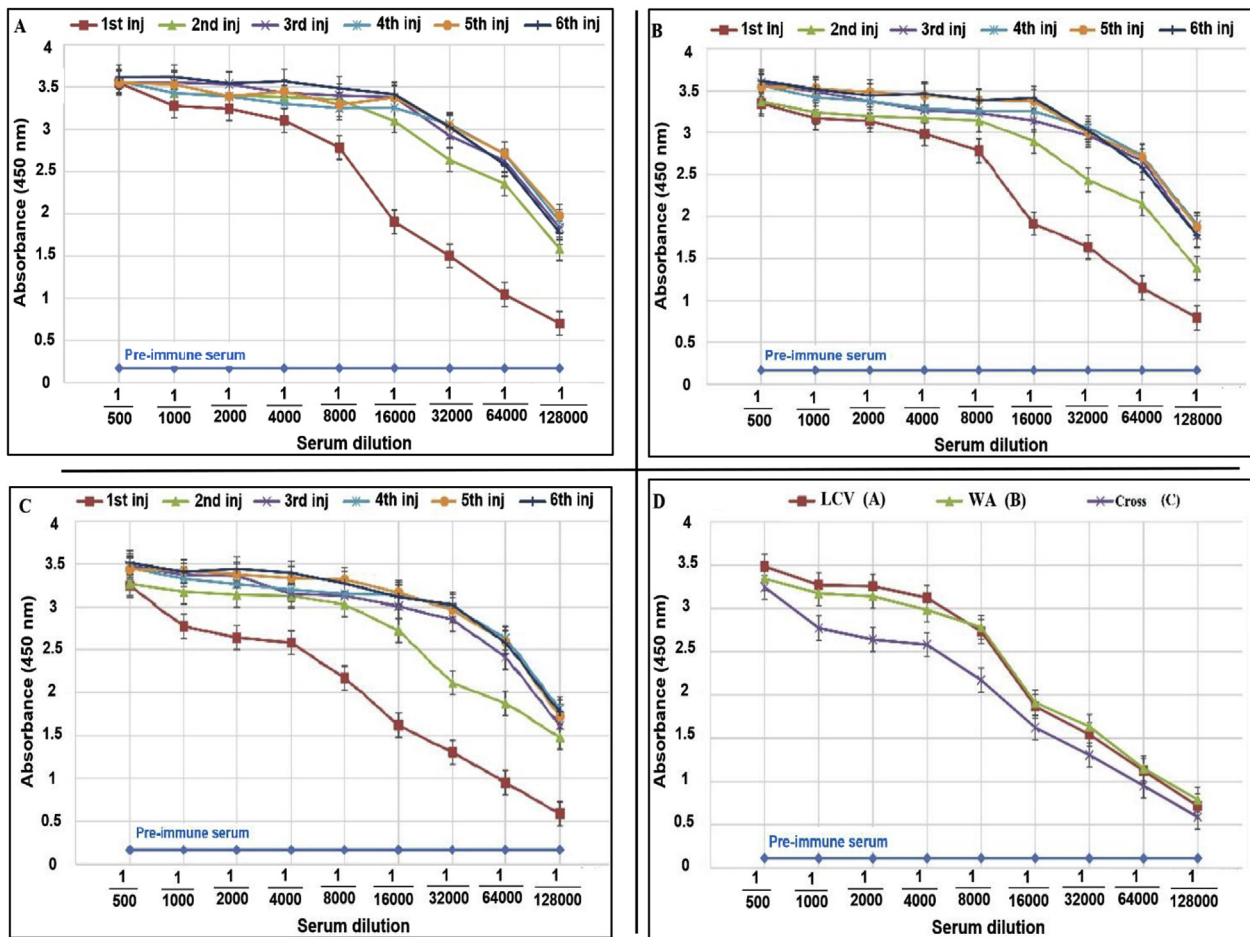 A
1st inj 2nd inj 3rd inj 4th inj 5th inj 6th inj
Absorbance (450 nm)
4
3.5
3
2.5
2
1.5
1
0.5
0
Pre-immune serum
1 1 1 1 1 1 1 1 1
500 1000 2000 4000 8000 16000 32000 64000 128000
Serum dilution
B
1st inj 2nd inj 3rd inj 4th inj 5th inj 6th inj
Absorbance (450 nm)
4
3.5
3
2.5
2
1.5
1
0.5
0
Pre-immune serum
1 1 1 1 1 1 1 1 1
500 1000 2000 4000 8000 16000 32000 64000 128000
Serum dilution
C
1st inj 2nd inj 3rd inj 4th inj 5th inj 6th inj
Absorbance (450 nm)
4
3.5
3
2.5
2
1.5
1
0.5
0
Pre-immune serum
1 1 1 1 1 1 1 1 1
500 1000 2000 4000 8000 16000 32000 64000 128000
Serum dilution
D
LCV (A) WA (B) Cross (C)
Absorbance (450 nm)
4
3.5
3
2.5
2
1.5
1
0.5
0
Pre-immune serum
1 1 1 1 1 1 1 1 1
500 1000 2000 4000 8000 16000 32000 64000 128000
Serum dilution